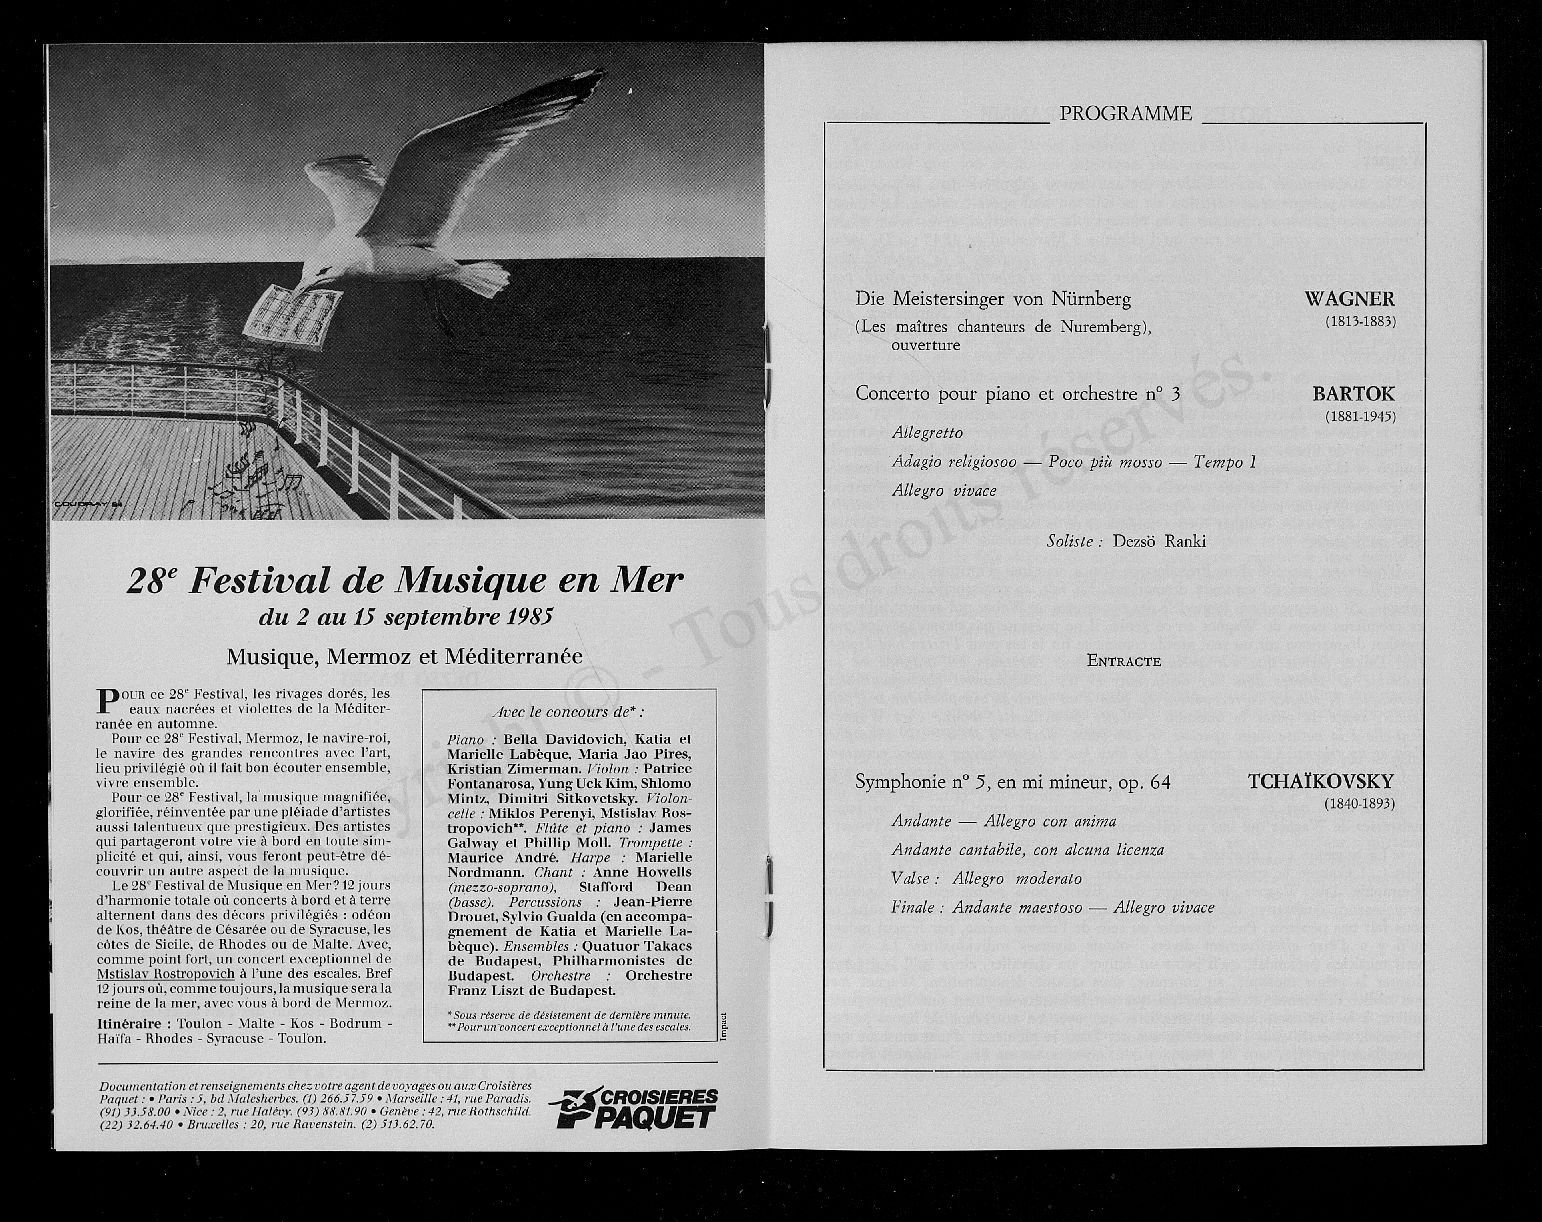 COUDRAY 84
28e Festival de Musique en Mer
du 2 au 15 septembre 1985
Musique, Mermoz et Méditerranée
POUR ce 28e Festival, les rivages dorés, les
eaux nacrées et violettes de la Méditer-
ranée en automne.
Pour ce 28e Festival, Mermoz, le navire-roi,
le navire des grandes rencontres avec l'art,
lieu privilégié où il fait bon écouter ensemble,
vivre ensemble.
Pour ce 28e Festival, la musique magnifiée,
glorifiée, réinventée par une pléiade d'artistes
aussi talentueux que prestigieux. Des artistes
qui partageront votre vie à bord en toute sim-
plicité et qui, ainsi, vous feront peut-être dé-
couvrir un autre aspect de la musique.
Le 28e Festival de Musique en Mer? 12 jours
d'harmonie totale où concerts à bord et à terre
alternent dans des décors privilégiés : odéon
de Kos, théâtre de Césarée ou de Syracuse, les
côtes de Sicile, de Rhodes ou de Malte. Avec,
comme point fort, un concert exceptionnel de
Mstislav Rostropovich à l'une des escales. Bref
12 jours où, comme toujours, la musique sera la
reine de la mer, avec vous à bord de Mermoz.
Itinéraire : Toulon - Malte - Kos - Bodrum -
Haïfa - Rhodes - Syracuse - Toulon.
Avec le concours de* :
Piano : Bella Davidovich, Katia et
Marielle Labèque, Maria Jao Pires,
Kristian Zimerman. Violon : Patrice
Fontanarosa, Yung Uck Kim, Shlomo
Mintz, Dimitri Sitkovetsky. Violon-
celle : Miklos Perenyi, Mstislav Ros-
tropovich**. Flûte et piano : James
Galway et Phillip Moll. Trompette :
Maurice André. Harpe : Marielle
Nordmann. Chant : Anne Howells
(mezzo-soprano), Stafford Dean
(basse). Percussions : Jean-Pierre
Drouet, Sylvio Gualda (en accompa-
gnement de Katia et Marielle La-
bèque). Ensembles : Quatuor Takacs
de Budapest, Philharmonistes de
Budapest. Orchestre : Orchestre
Franz Liszt de Budapest.
* Sous réserve de désistement de dernière minute.
** Pour un concert exceptionnel à l'une des escales.
Impact
Documentation et renseignements chez votre agent de voyages ou aux Croisières
Paquet : • Paris : 5, bd Malesherbes. (1) 266.57.59 • Marseille : 41, rue Paradis.
(91) 33.58.00 • Nice : 2, rue Halévy. (93) 88.81.90 • Genève : 42, rue Rothschild.
(22) 32.64.40 • Bruxelles : 20, rue Ravenstein. (2) 513.62.70.
CROISIERES
PAQUET
PROGRAMME
Die Meistersinger von Nürnberg WAGNER
(Les maîtres chanteurs de Nuremberg), (1813-1883)
ouverture
Concerto pour piano et orchestre n° 3 BARTOK
(1881-1945)
Allegretto
Adagio religiosoo — Poco più mosso — Tempo 1
Allegro vivace
Soliste : Dezsö Ranki
ENTRACTE
Symphonie n° 5, en mi mineur, op. 64 TCHAÏKOVSKY
(1840-1893)
Andante — Allegro con anima
Andante cantabile, con alcuna licenza
Valse : Allegro moderato
Finale : Andante maestoso — Allegro vivace
© - Tous droits réservés.